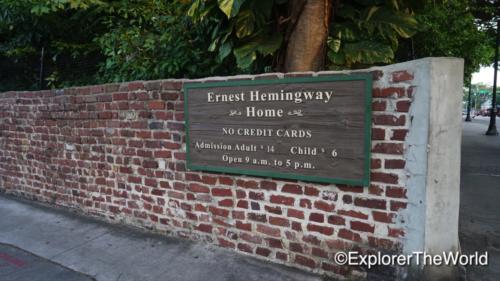 Ernest Hemingway
Home
NO CREDIT CARDS
Admission Adult $ 14 Child $ 6
Open 9 a.m. to 5 p.m.
©ExplorerTheWorld